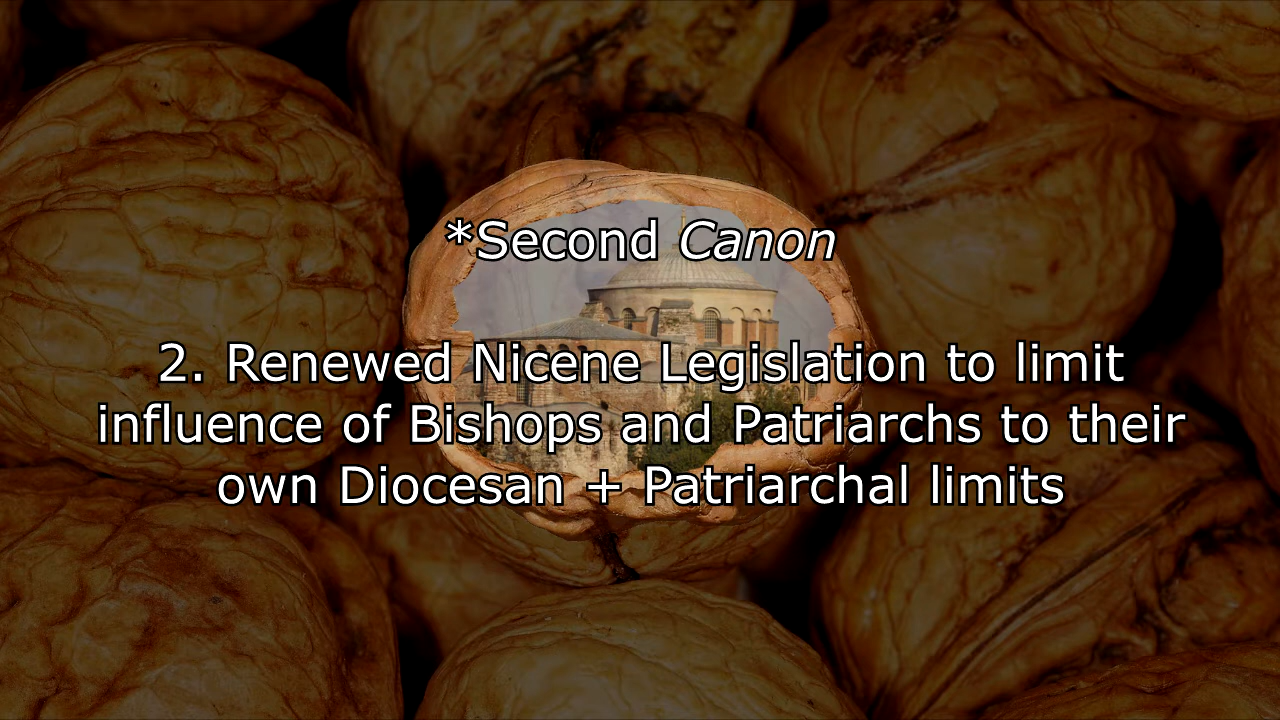 *Second Canon
2. Renewed Nicene Legislation to limit
influence of Bishops and Patriarchs to their
own Diocesan + Patriarchal limits